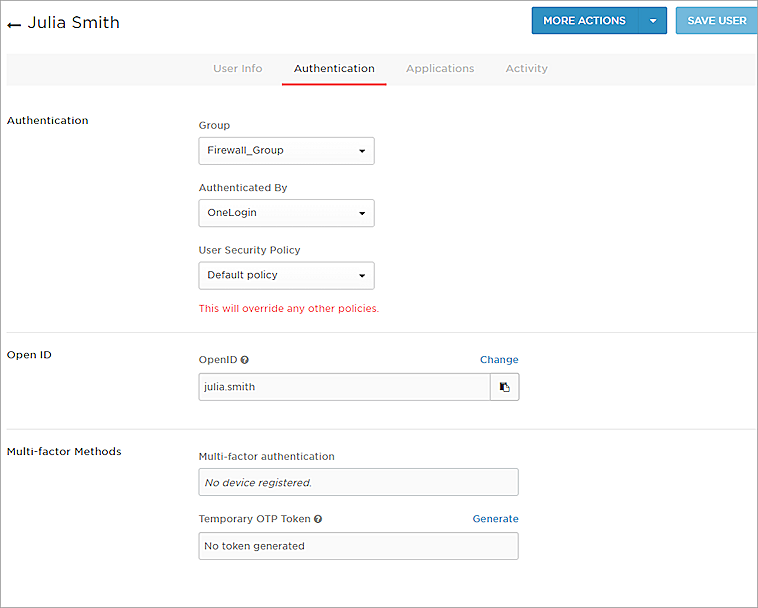 Julia Smith
MORE ACTIONS
SAVE USER
User Info
Authentication
Applications
Activity
Authentication
Group
Firewall_Group
Authenticated By
OneLogin
User Security Policy
Default policy
This will override any other policies.
Open ID
OpenID
Change
julia.smith
Multi-factor Methods
Multi-factor authentication
No device registered.
Temporary OTP Token
Generate
No token generated